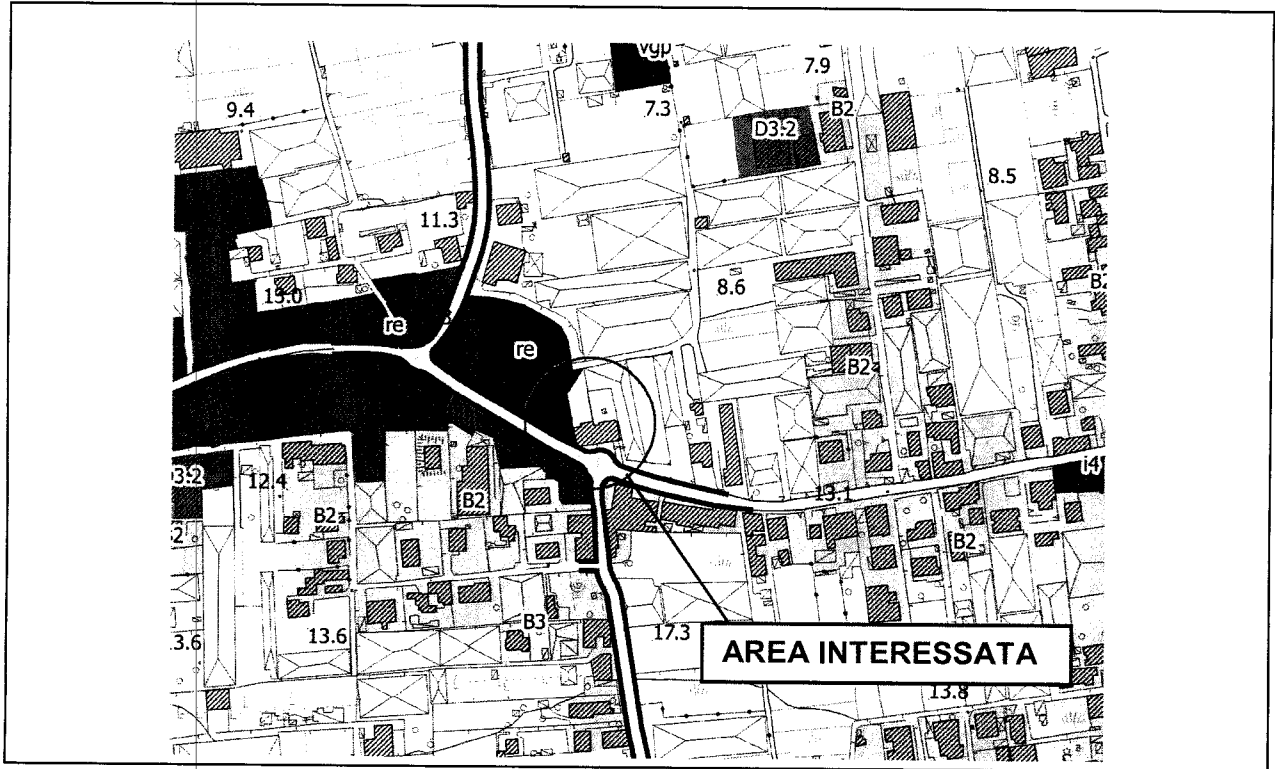 vgp
7.9
9.4
7.3
B2
D3-2
8.5
11.3
13.0
8.6
re
re
B2
i4
D3-2
12.4
B2
B2
13.1
B2
B3
13.6
13.6
17.3
AREA INTERESSATA
13.8